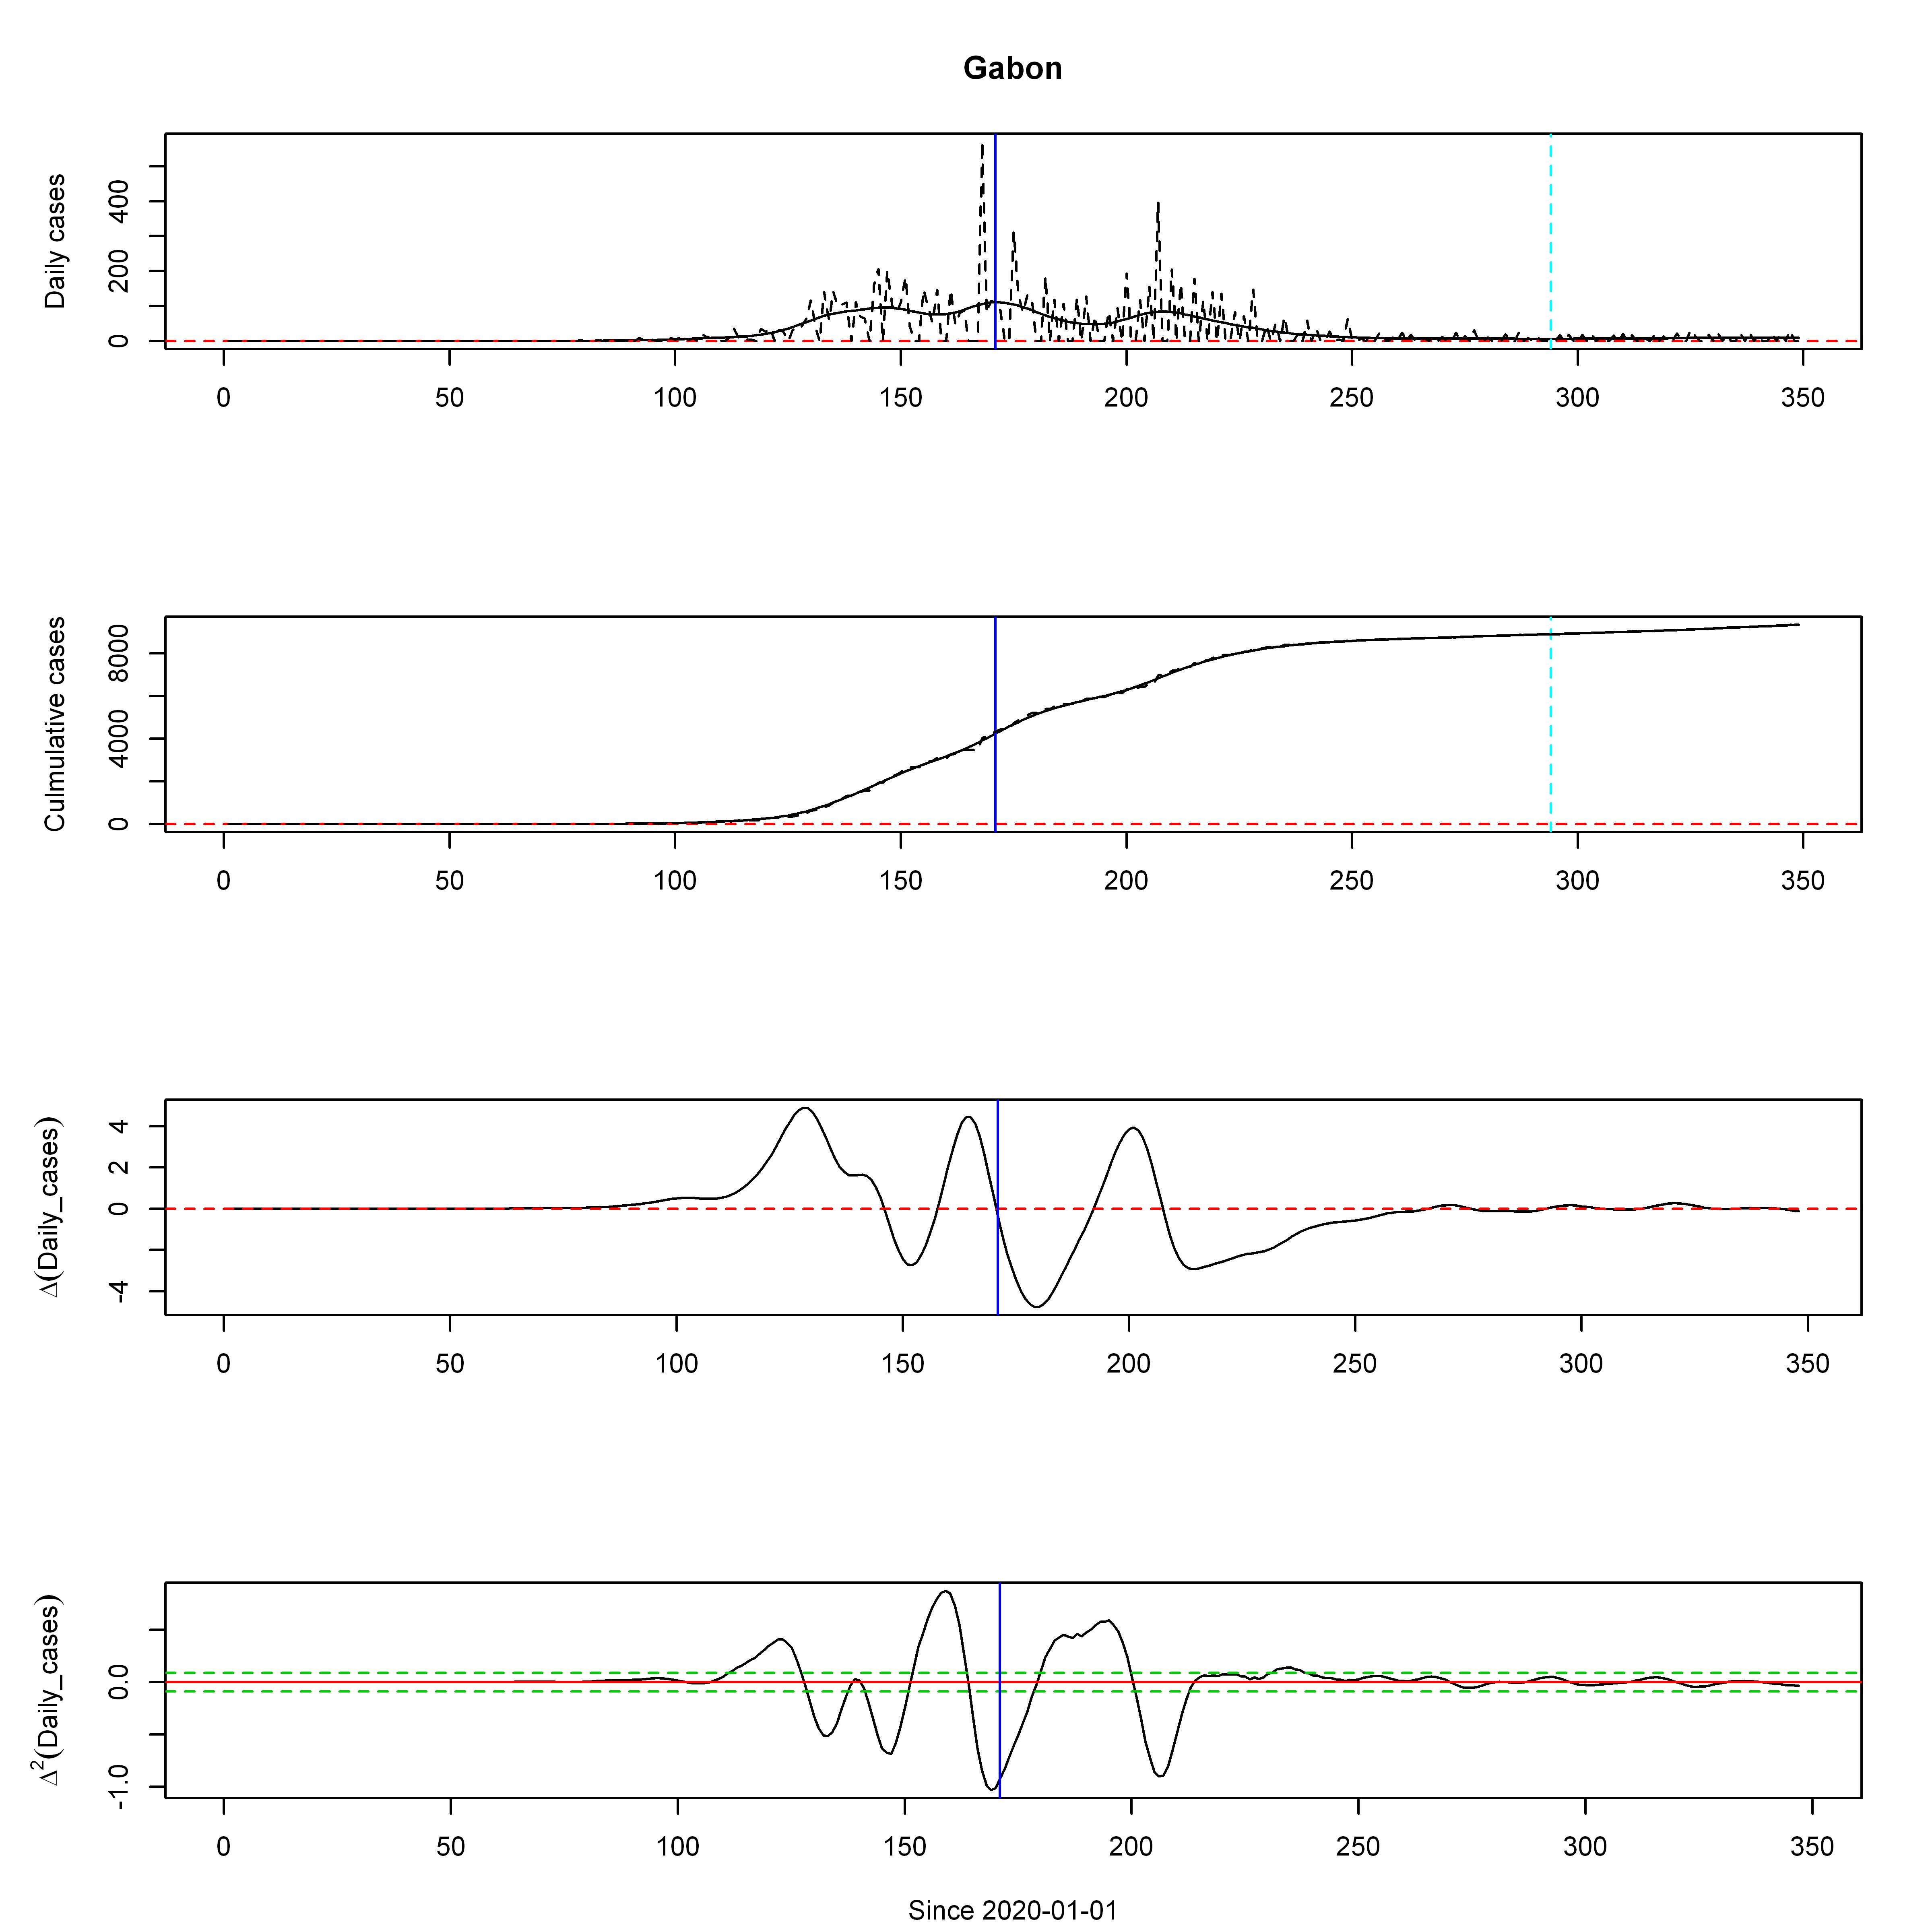 Gabon
Daily cases
0 200 400
0 50 100 150 200 250 300 350
Culmulative cases
0 4000 8000
0 50 100 150 200 250 300 350
Δ(Daily_cases)
-4 0 2 4
0 50 100 150 200 250 300 350
Δ²(Daily_cases)
-1.0 0.0
0 50 100 150 200 250 300 350
Since 2020-01-01